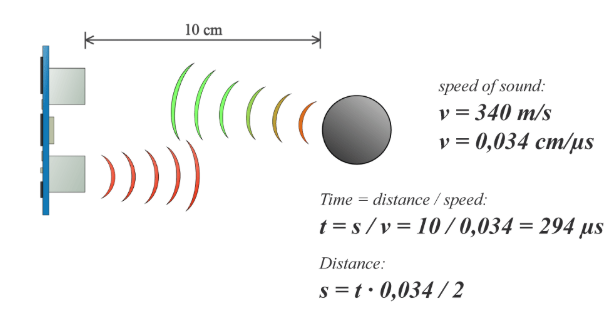 10 cm
speed of sound:
v = 340 m/s
v = 0,034 cm/µs
Time = distance / speed:
t = s / v = 10 / 0,034 = 294 µs
Distance:
s = t · 0,034 / 2